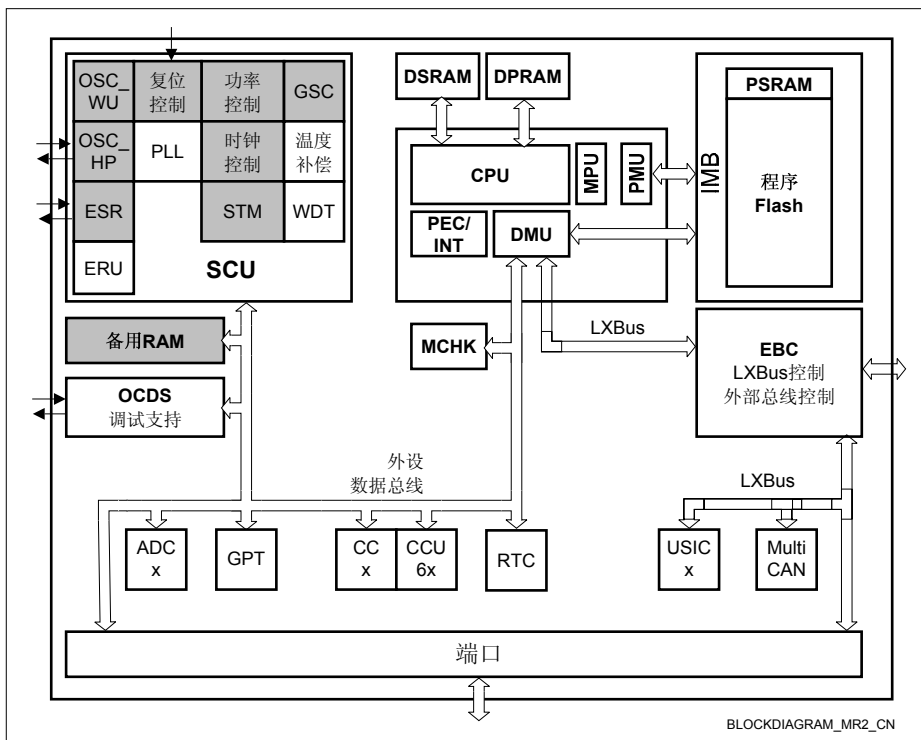 OSC_
WU
复位
控制
功率
控制
GSC
OSC_
HP
PLL
时钟
控制
温度
补偿
ESR
STM
WDT
ERU
SCU
DSRAM
DPRAM
CPU
MPU
PMU
PEC/
INT
DMU
IMB
PSRAM
程序
Flash
备用RAM
OCDS
调试支持
MCHK
LXBus
EBC
LXBus控制
外部总线控制
外设
数据总线
LXBus
ADC
x
GPT
CC
x
CCU
6x
RTC
USIC
x
Multi
CAN
端口
BLOCKDIAGRAM_MR2_CN